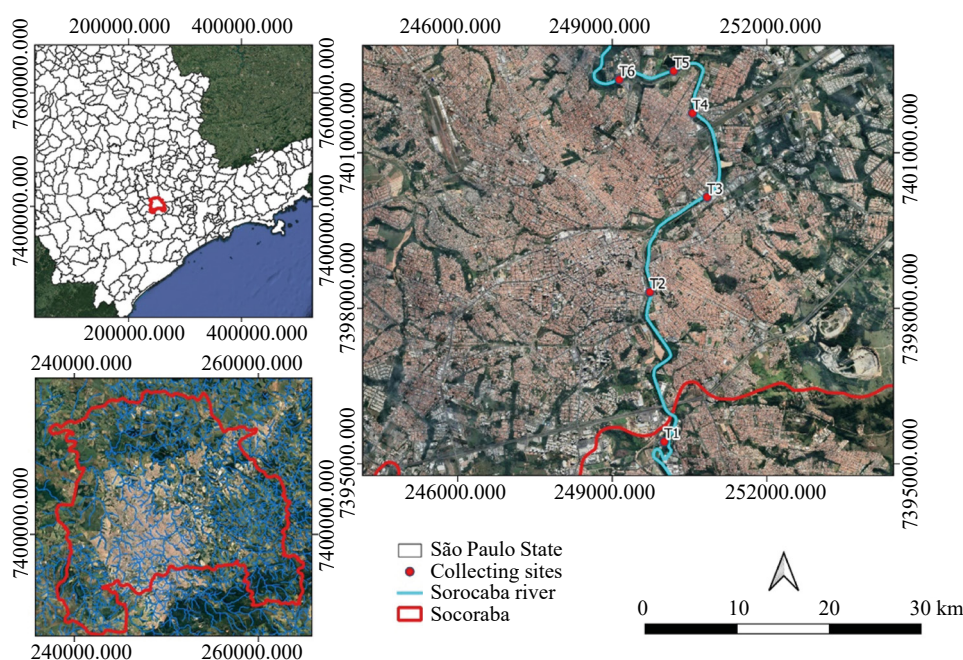 200000.000 400000.000
7600000.000
7400000.000
7600000.000
7400000.000
200000.000 400000.000
246000.000 249000.000 252000.000
7401000.000
7398000.000
7395000.000
7401000.000
7398000.000
7395000.000
T6
T5
T4
T3
T2
T1
246000.000 249000.000 252000.000
240000.000 260000.000
7400000.000
7400000.000
240000.000 260000.000
São Paulo State
Collecting sites
Sorocaba river
Socoraba
0 10 20 30 km